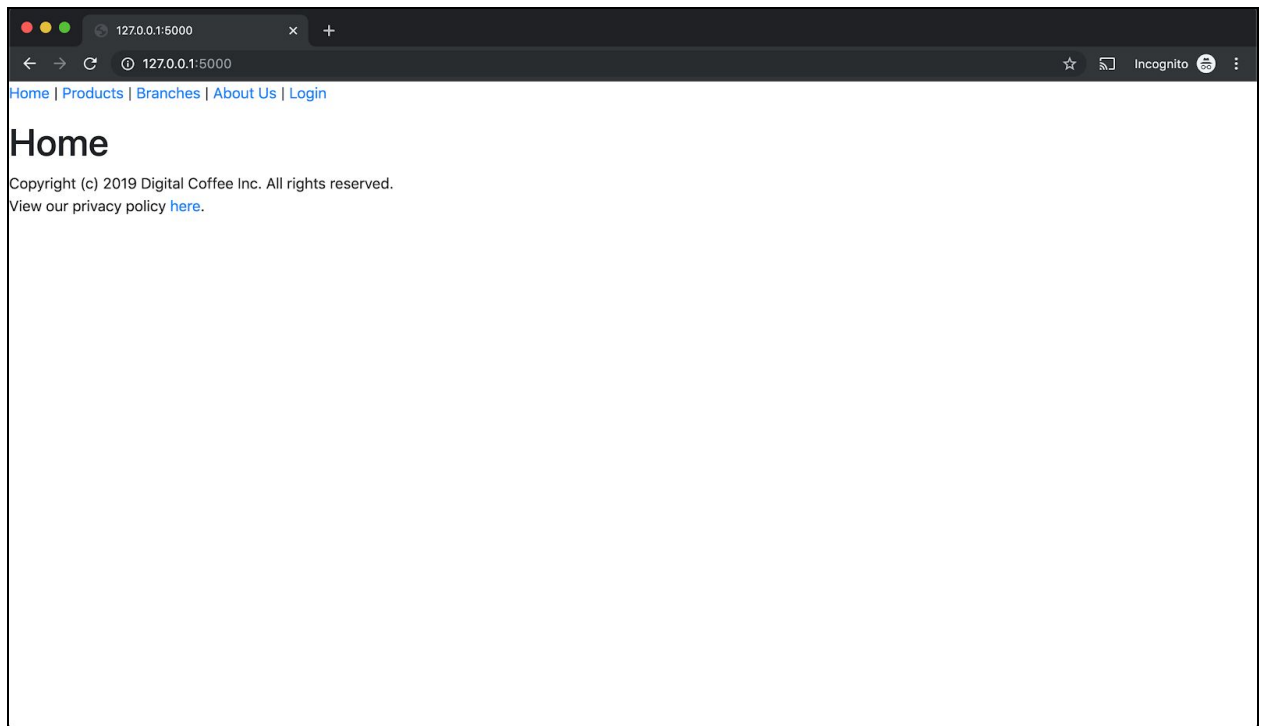 127.0.0.1:5000
127.0.0.1:5000 Incognito
Home | Products | Branches | About Us | Login
Home
Copyright (c) 2019 Digital Coffee Inc. All rights reserved.
View our privacy policy here.